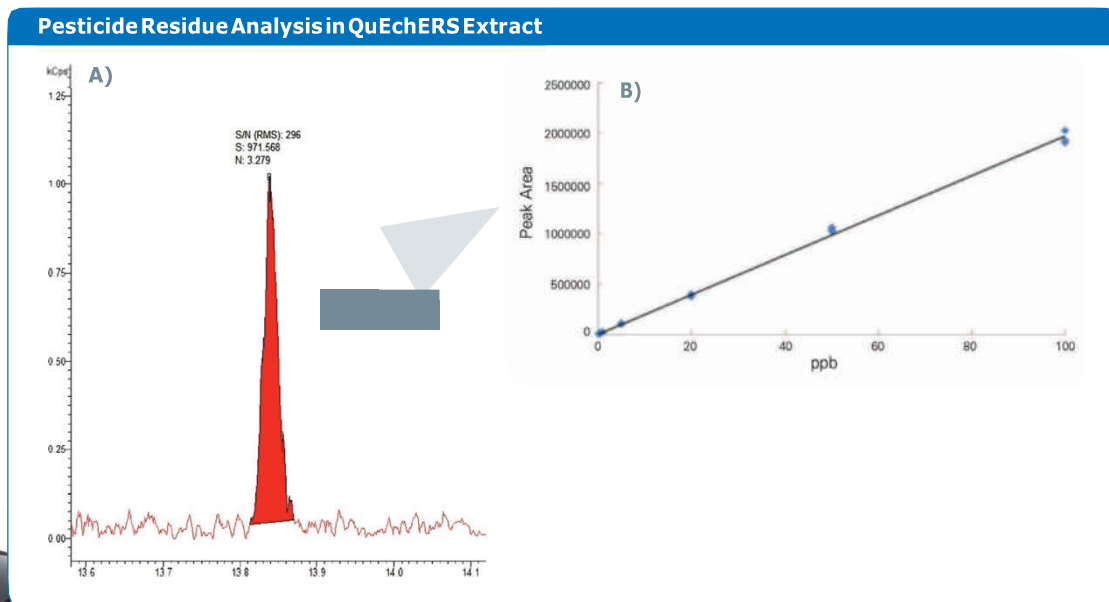 Pesticide Residue Analysis in QuEchERS Extract
kCps
A)
1.25
S/N (RMS): 296
S: 971.568
N: 3.279
1.00
0.75
0.50
0.25
0.00
13.6 13.7 13.8 13.9 14.0 14.1
B)
2500000
2000000
1500000
1000000
500000
0
Peak Area
0 20 40 60 80 100
ppb